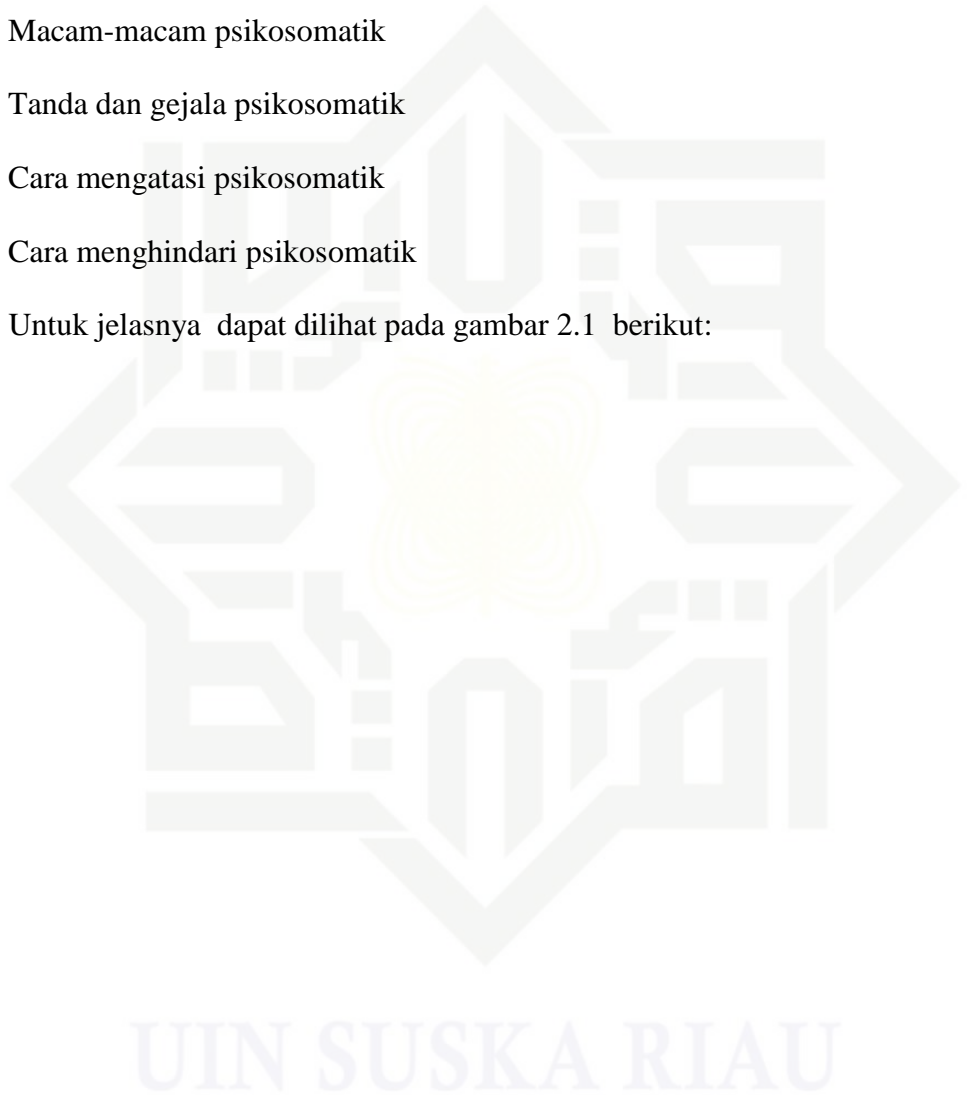 Macam-macam psikosomatik
Tanda dan gejala psikosomatik
Cara mengatasi psikosomatik
Cara menghindari psikosomatik
Untuk jelasnya  dapat dilihat pada gambar 2.1  berikut:
UIN SUSKA RIAU